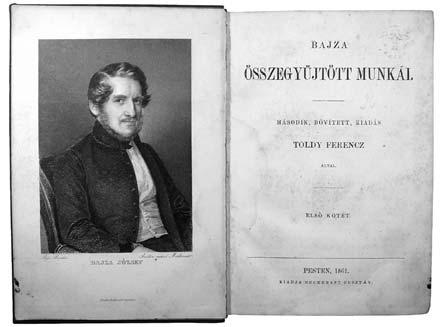 BAJZA JÓZSEF
BAJZA
ÖSSZEGYŰJTÖTT MUNKÁI.
MÁSODIK, BŐVÍTETT, KIADÁS
TOLDY FERENCZ
ÁLTAL.
ELSŐ KÖTET.
PESTEN, 1861.
KIADJA HECKENAST GUSZTÁV.